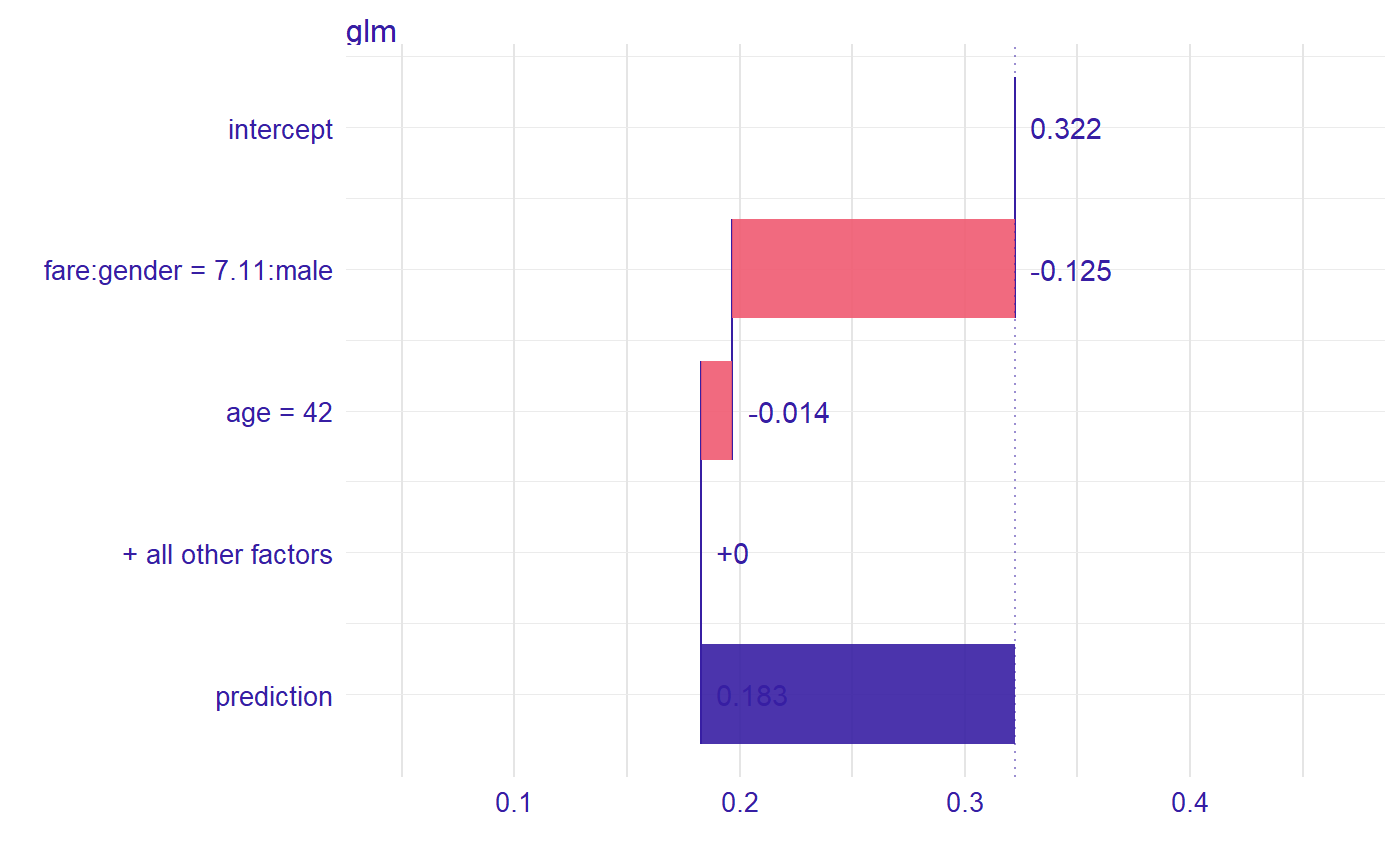 glm
intercept 0.322
fare:gender = 7.11:male -0.125
age = 42 -0.014
+ all other factors +0
prediction 0.183
0.1 0.2 0.3 0.4